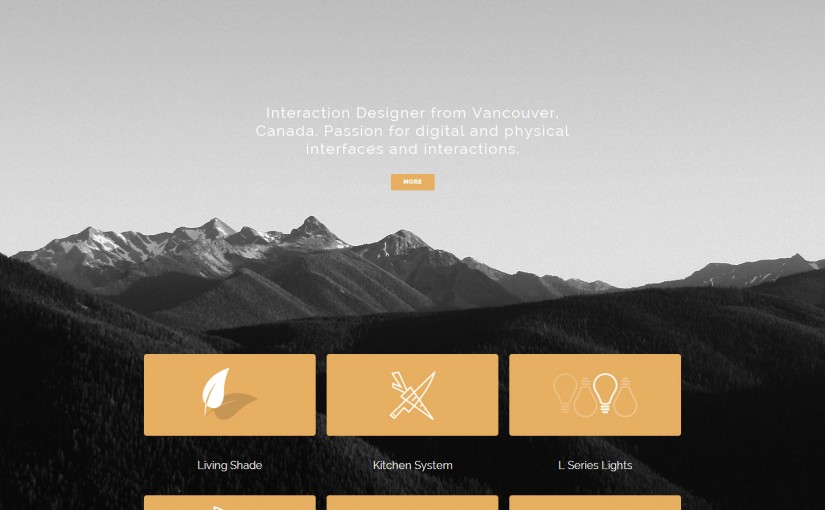 Interaction Designer from Vancouver,
Canada. Passion for digital and physical
interfaces and interactions.
MORE
Living Shade
Kitchen System
L Series Lights